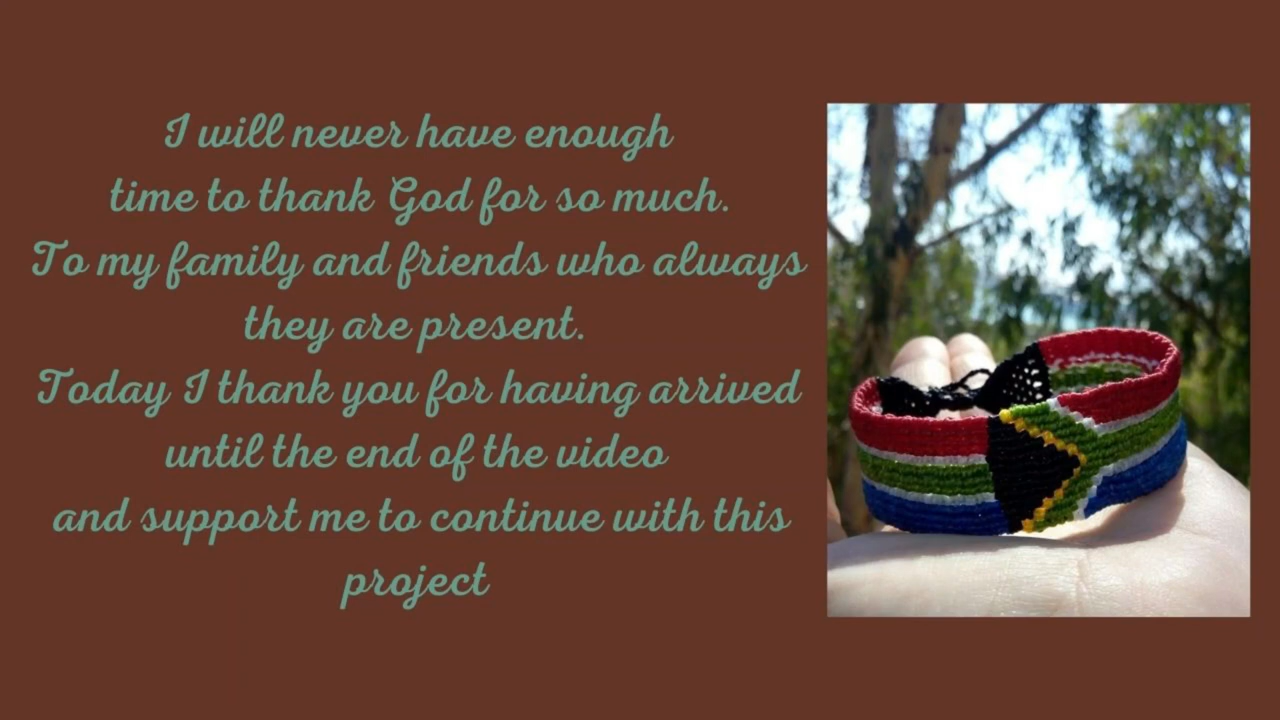 I will never have enough
time to thank God for so much.
To my family and friends who always
they are present.
Today I thank you for having arrived
until the end of the video
and support me to continue with this
project